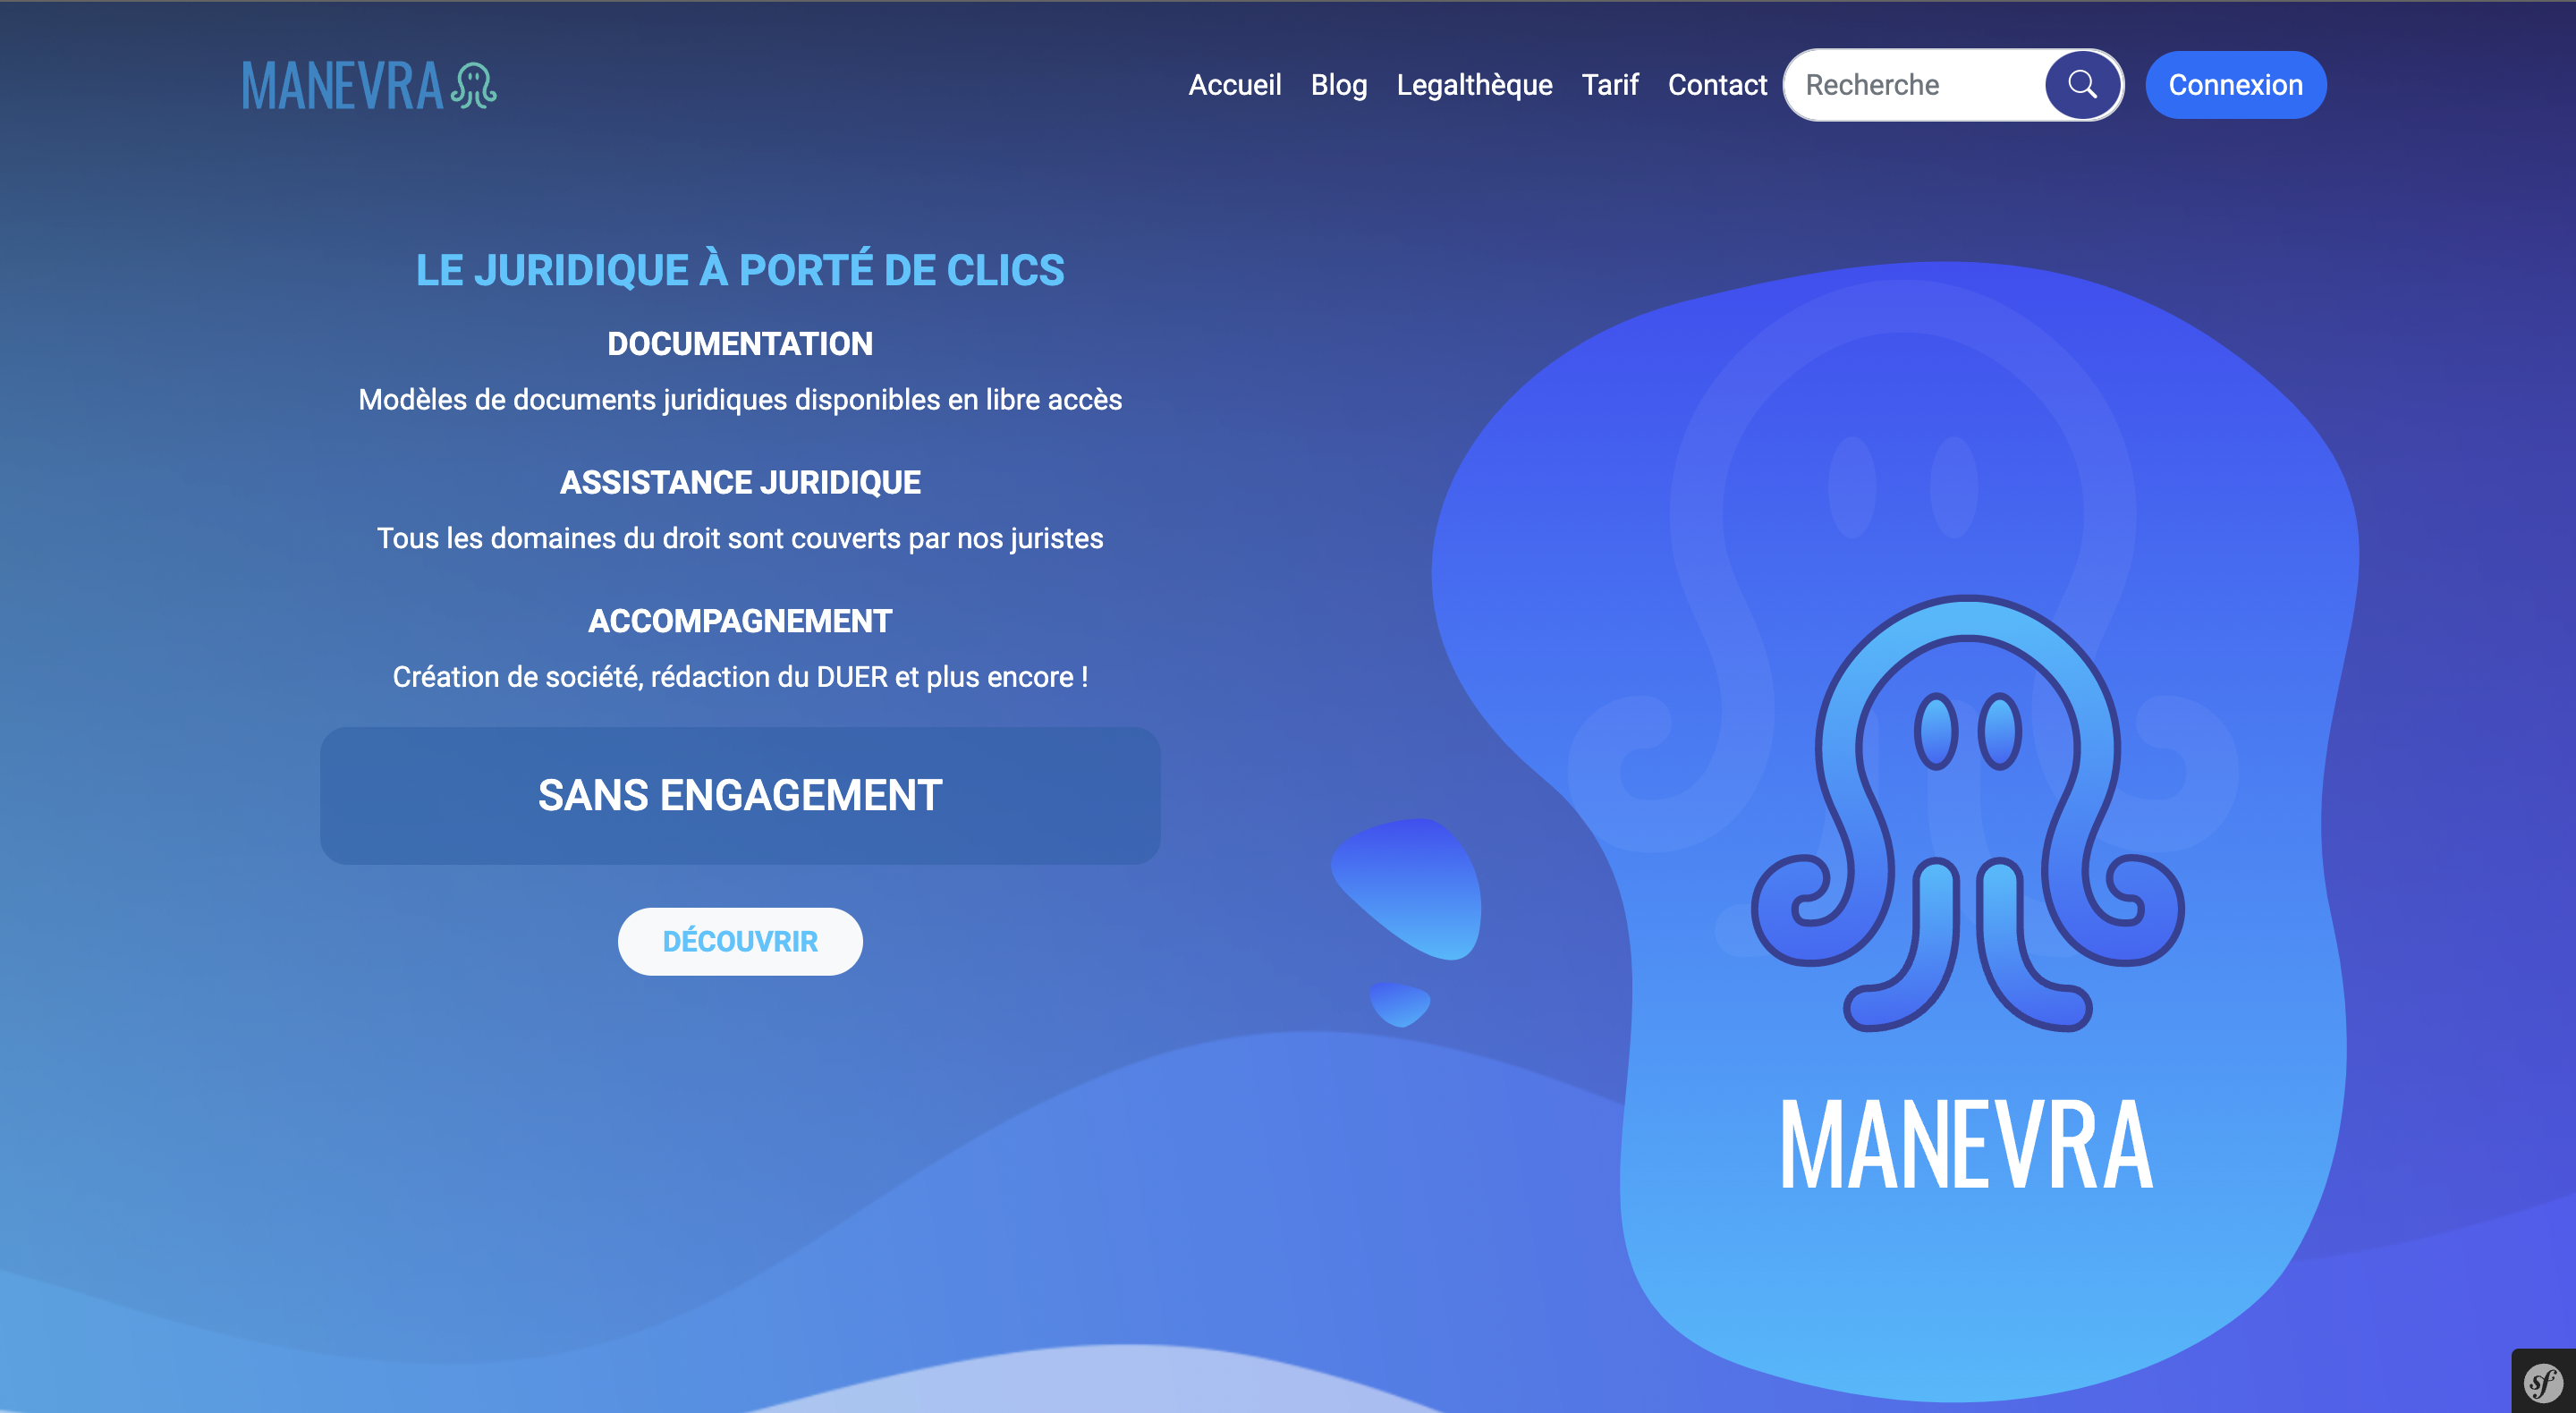 MANEVRA
Accueil Blog Legalthèque Tarif Contact Recherche Connexion
LE JURIDIQUE À PORTÉ DE CLICS
DOCUMENTATION
Modèles de documents juridiques disponibles en libre accès
ASSISTANCE JURIDIQUE
Tous les domaines du droit sont couverts par nos juristes
ACCOMPAGNEMENT
Création de société, rédaction du DUER et plus encore !
SANS ENGAGEMENT
DÉCOUVRIR
MANEVRA
sf